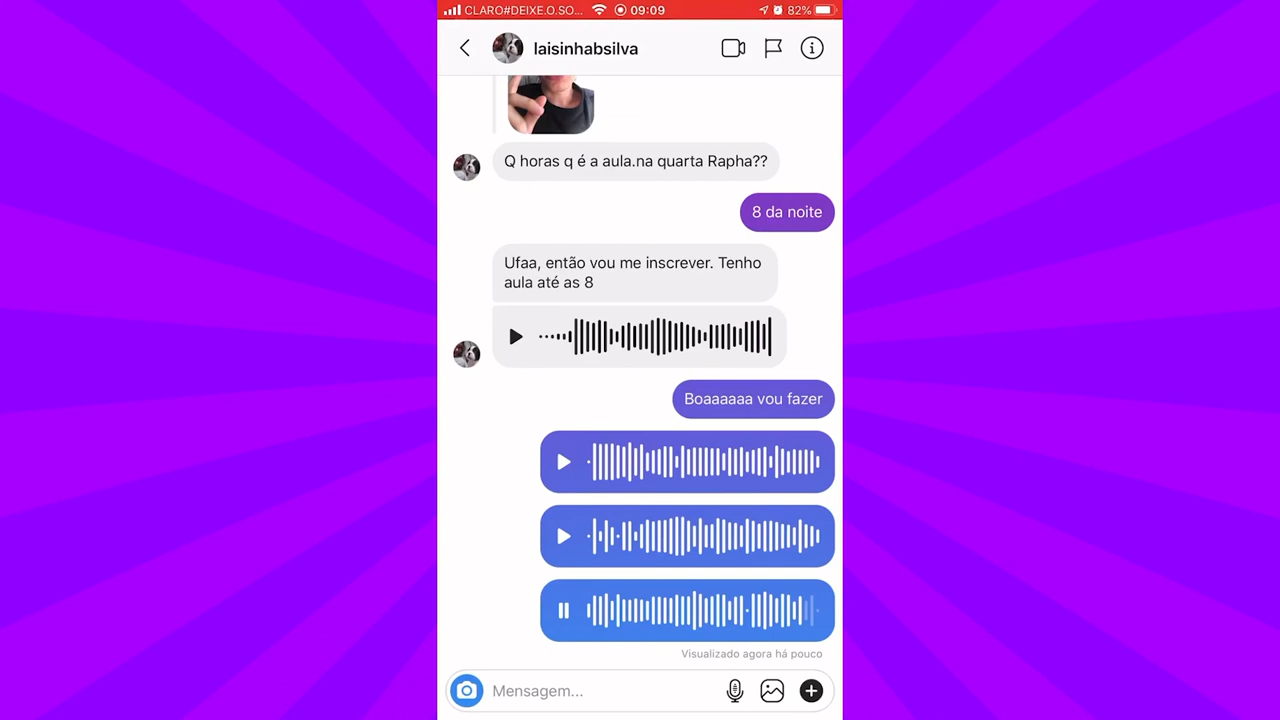 CLARO#DEIXE.O.SO... 09:09 82%
laisinhabsilva
Q horas q é a aula.na quarta Rapha??
8 da noite
Ufaa, então vou me inscrever. Tenho
aula até as 8
Boaaaaaa vou fazer
Visualizado agora há pouco
Mensagem...